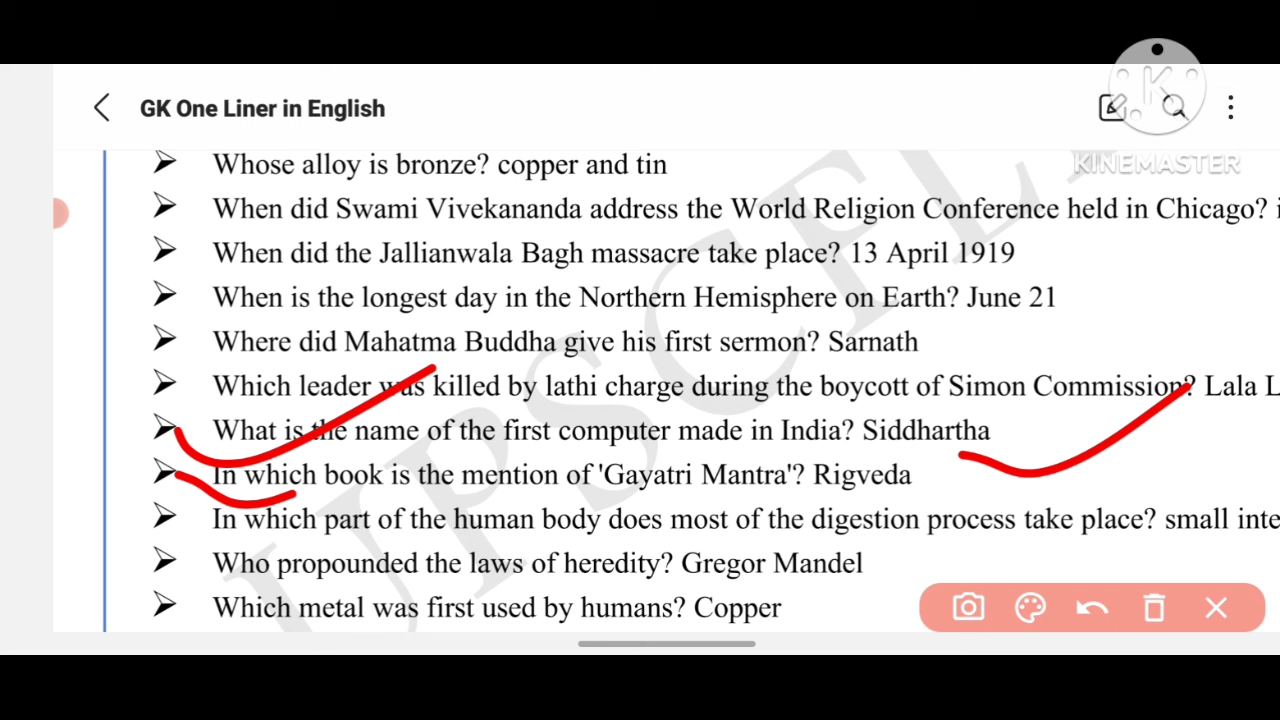 GK One Liner in English
KINEMASTER
Whose alloy is bronze? copper and tin
When did Swami Vivekananda address the World Religion Conference held in Chicago? i
When did the Jallianwala Bagh massacre take place? 13 April 1919
When is the longest day in the Northern Hemisphere on Earth? June 21
Where did Mahatma Buddha give his first sermon? Sarnath
Which leader was killed by lathi charge during the boycott of Simon Commission? Lala L
What is the name of the first computer made in India? Siddhartha
In which book is the mention of 'Gayatri Mantra'? Rigveda
In which part of the human body does most of the digestion process take place? small inte
Who propounded the laws of heredity? Gregor Mandel
Which metal was first used by humans? Copper